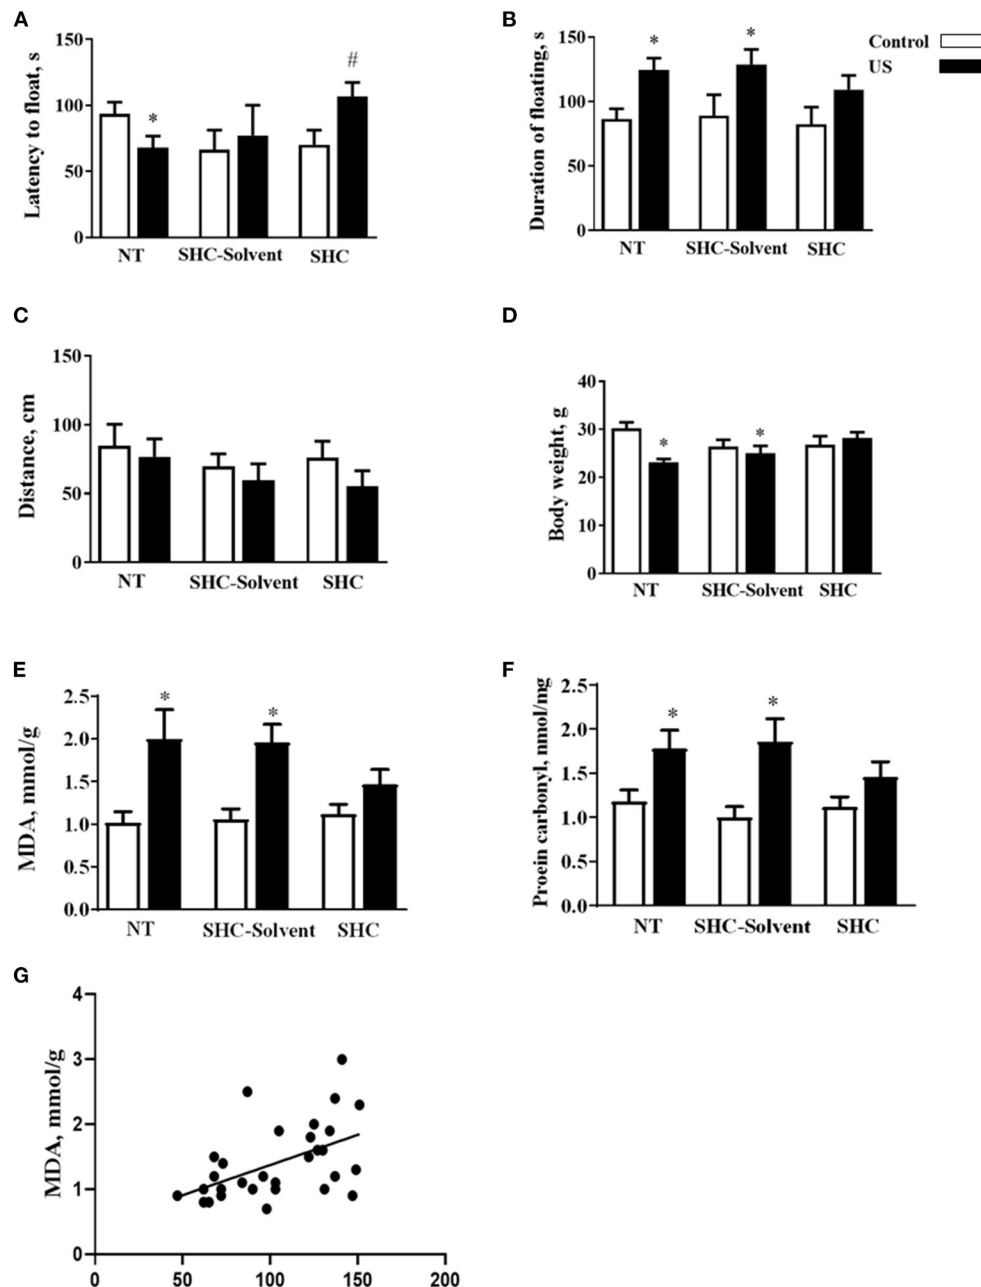 A
Latency to float, s
150
100
50
0
*
#
NT SHC-Solvent SHC
B
Duration of floating, s
150
100
50
0
*
*
NT SHC-Solvent SHC
Control
US
C
Distance, cm
150
100
50
0
NT SHC-Solvent SHC
D
Body weight, g
40
30
20
10
0
*
*
NT SHC-Solvent SHC
E
MDA, mmol/g
2.5
2.0
1.5
1.0
0.5
0.0
*
*
NT SHC-Solvent SHC
F
Proein carbonyl, nmol/mg
2.5
2.0
1.5
1.0
0.5
0.0
*
*
NT SHC-Solvent SHC
G
MDA, mmol/g
4
3
2
1
0
0 50 100 150 200